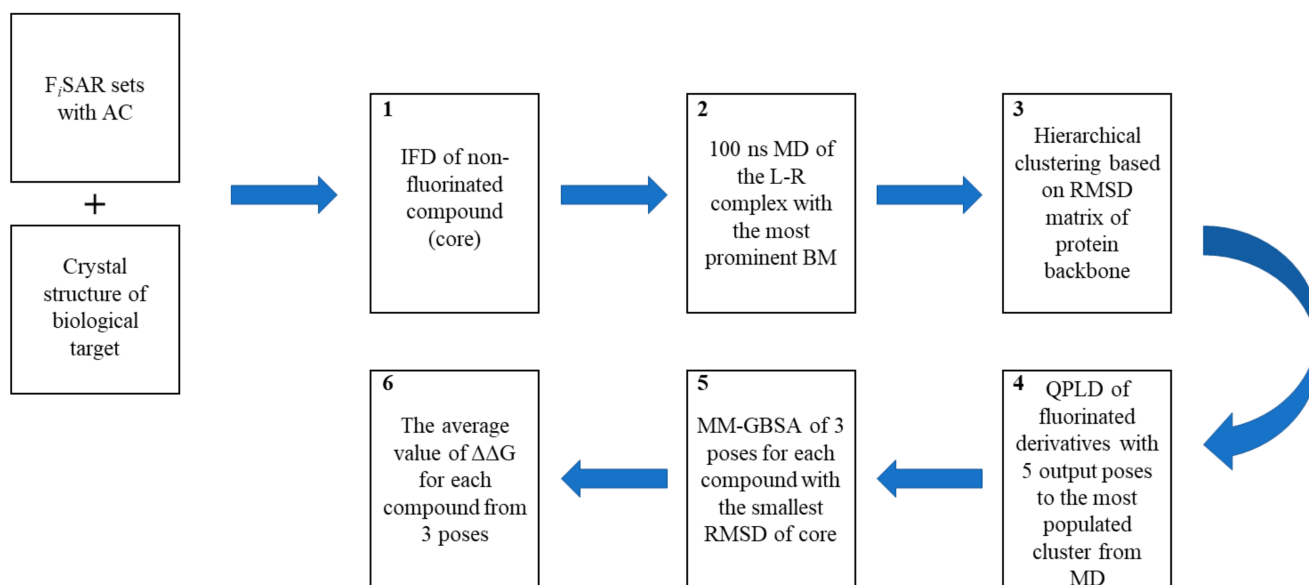 FᵢSAR sets
with AC
+
Crystal
structure of
biological
target
1
IFD of non-
fluorinated
compound
(core)
2
100 ns MD of
the L-R
complex with
the most
prominent BM
3
Hierarchical
clustering based
on RMSD
matrix of
protein
backbone
4
QPLD of
fluorinated
derivatives with
5 output poses
to the most
populated
cluster from
MD
5
MM-GBSA of 3
poses for each
compound with
the smallest
RMSD of core
6
The average
value of ΔΔG
for each
compound from
3 poses